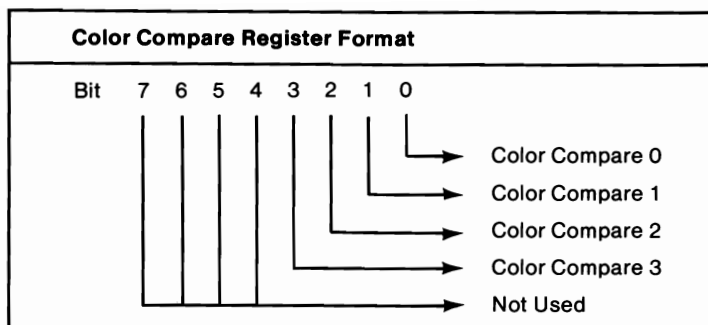 Color Compare Register Format
Bit 7 6 5 4 3 2 1 0
Color Compare 0
Color Compare 1
Color Compare 2
Color Compare 3
Not Used